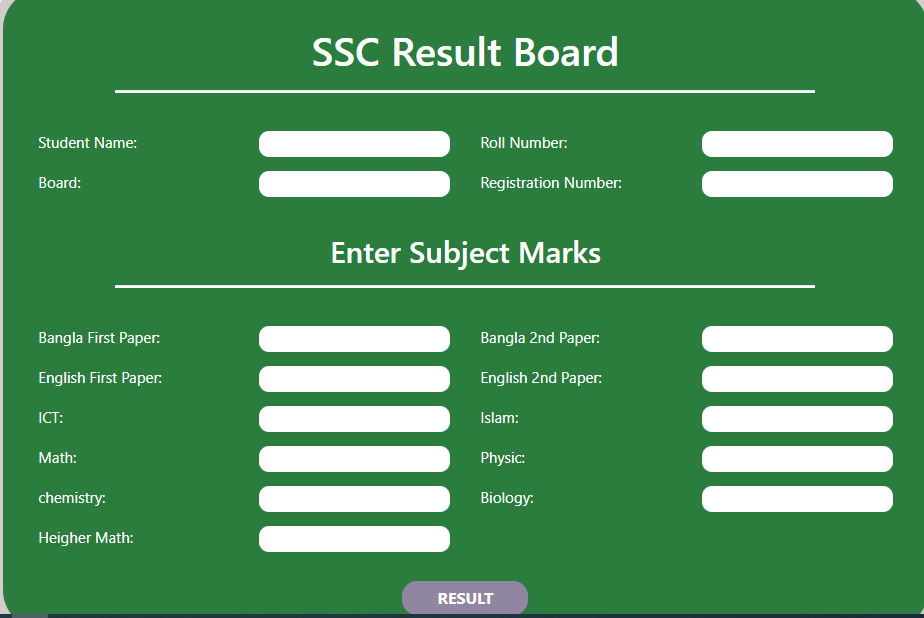 SSC Result Board
Student Name: Roll Number:
Board: Registration Number:
Enter Subject Marks
Bangla First Paper: Bangla 2nd Paper:
English First Paper: English 2nd Paper:
ICT: Islam:
Math: Physic:
chemistry: Biology:
Heigher Math:
RESULT